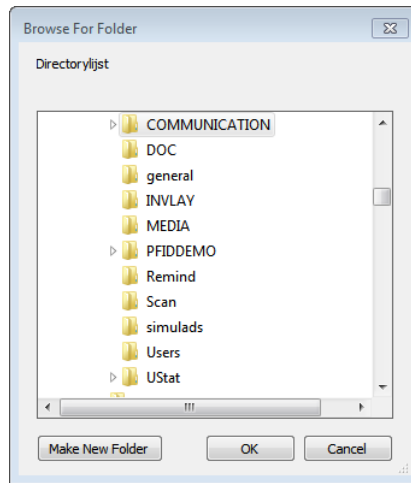 Browse For Folder
Directorylijst
COMMUNICATION
DOC
general
INVLAY
MEDIA
PFIDDEMO
Remind
Scan
simulads
Users
UStat
Make New Folder
OK
Cancel